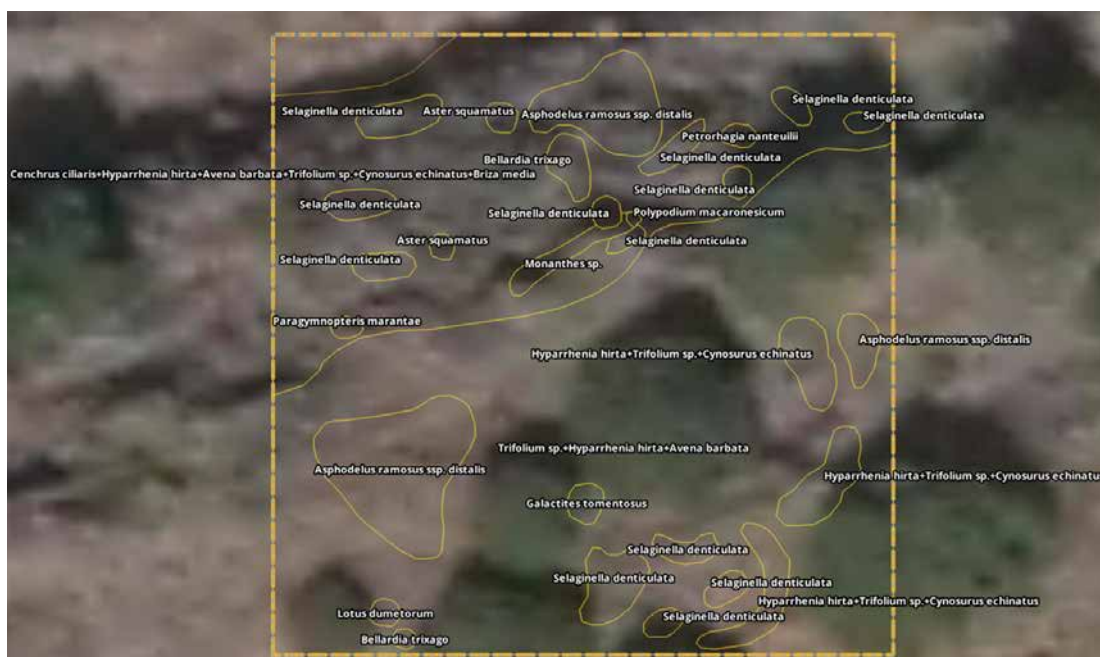 Selaginella denticulata
Selaginella denticulata
Aster squamatus
Asphodelus ramosus ssp. distalis
Selaginella denticulata
Petrorhagia nanteuilii
Bellardia trixago
Selaginella denticulata
Cenchrus ciliaris+Hyparrhenia hirta+Avena barbata+Trifolium sp.+Cynosurus echinatus+Briza media
Selaginella denticulata
Selaginella denticulata
Selaginella denticulata
Polypodium macaronesicum
Aster squamatus
Selaginella denticulata
Selaginella denticulata
Monanthes sp.
Paragymnopteris marantae
Asphodelus ramosus ssp. distalis
Hyparrhenia hirta+Trifolium sp.+Cynosurus echinatus
Trifolium sp.+Hyparrhenia hirta+Avena barbata
Asphodelus ramosus ssp. distalis
Hyparrhenia hirta+Trifolium sp.+Cynosurus echinatu
Galactites tomentosus
Selaginella denticulata
Selaginella denticulata
Selaginella denticulata
Hyparrhenia hirta+Trifolium sp.+Cynosurus echinatus
Lotus dumetorum
Selaginella denticulata
Bellardia trixago